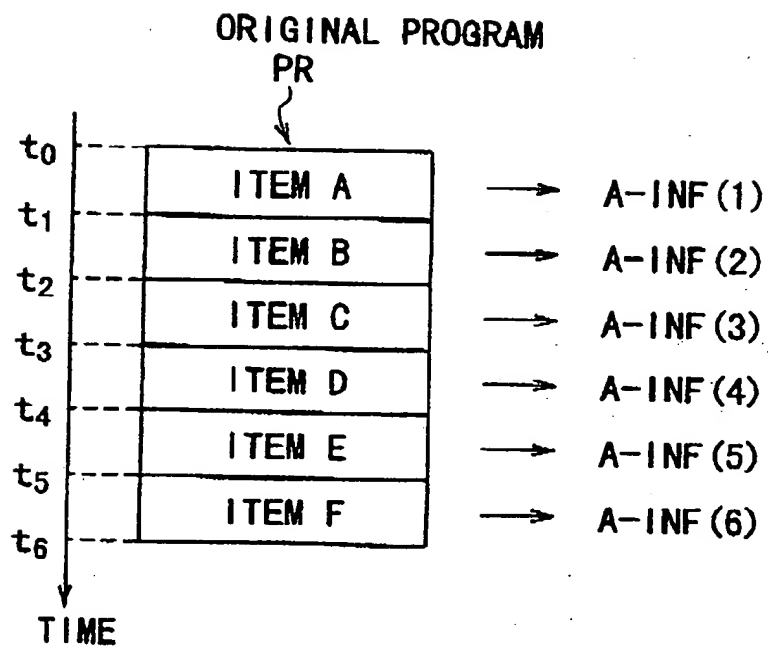 ORIGINAL PROGRAM
PR
t0
ITEM A
A-INF(1)
t1
ITEM B
A-INF(2)
t2
ITEM C
A-INF(3)
t3
ITEM D
A-INF(4)
t4
ITEM E
A-INF(5)
t5
ITEM F
A-INF(6)
t6
TIME